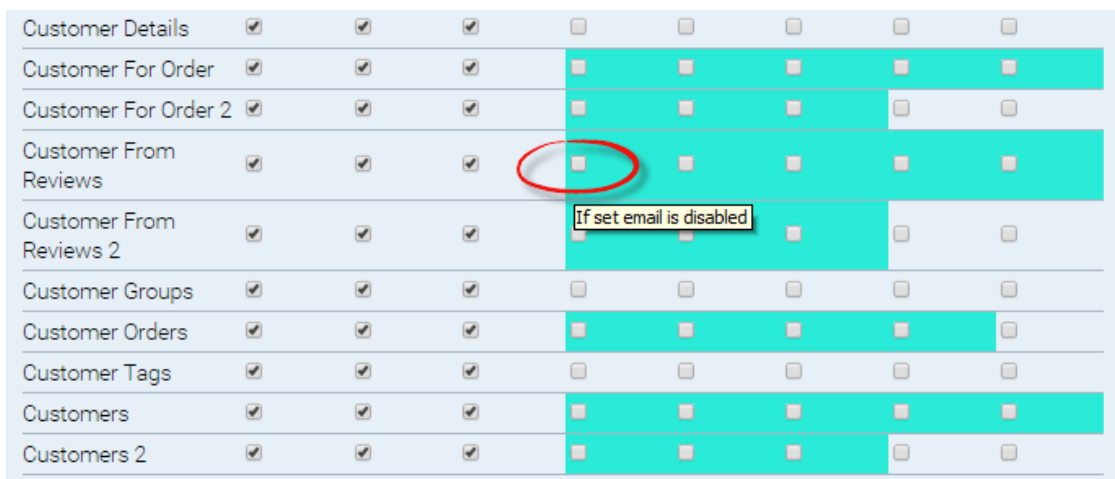 Customer Details
Customer For Order
Customer For Order 2
Customer From
Reviews
If set email is disabled
Customer From
Reviews 2
Customer Groups
Customer Orders
Customer Tags
Customers
Customers 2